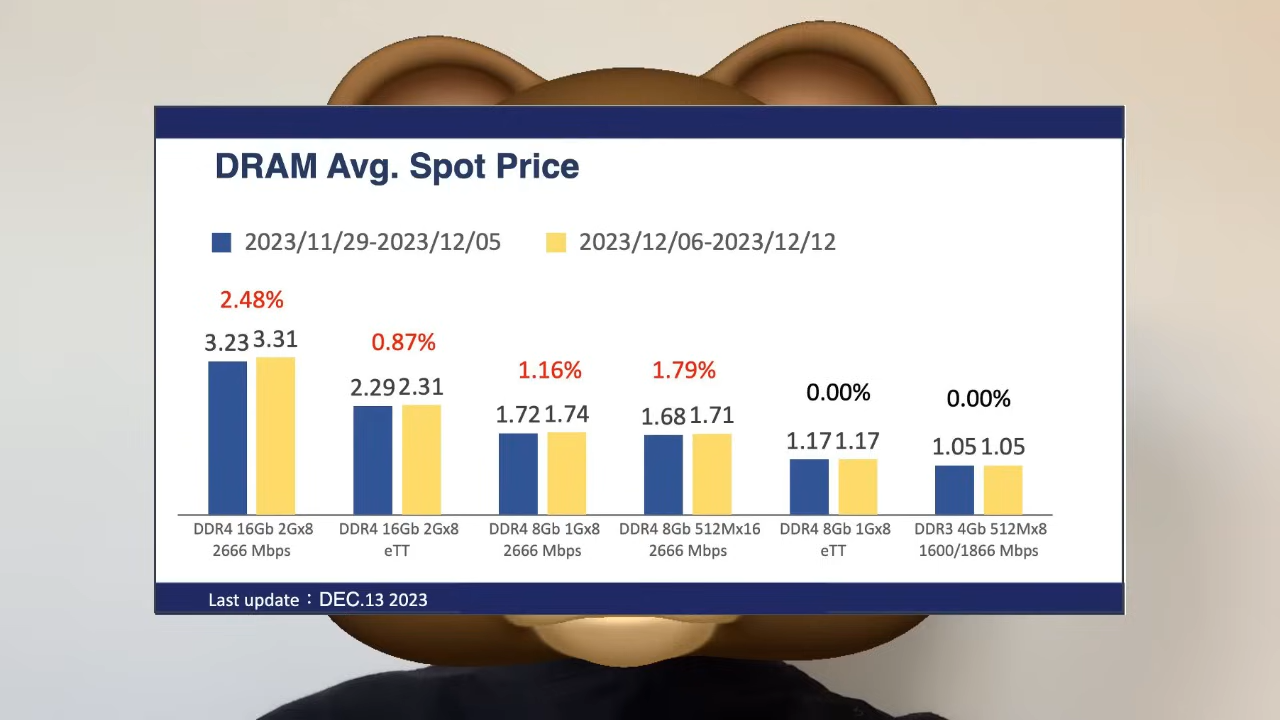 DRAM Avg. Spot Price
2023/11/29-2023/12/05 2023/12/06-2023/12/12
2.48%
3.23 3.31
0.87%
2.29 2.31
1.16%
1.72 1.74
1.79%
1.68 1.71
0.00%
1.17 1.17
0.00%
1.05 1.05
DDR4 16Gb 2Gx8
2666 Mbps
DDR4 16Gb 2Gx8
eTT
DDR4 8Gb 1Gx8
2666 Mbps
DDR4 8Gb 512Mx16
2666 Mbps
DDR4 8Gb 1Gx8
eTT
DDR3 4Gb 512Mx8
1600/1866 Mbps
Last update：DEC.13 2023